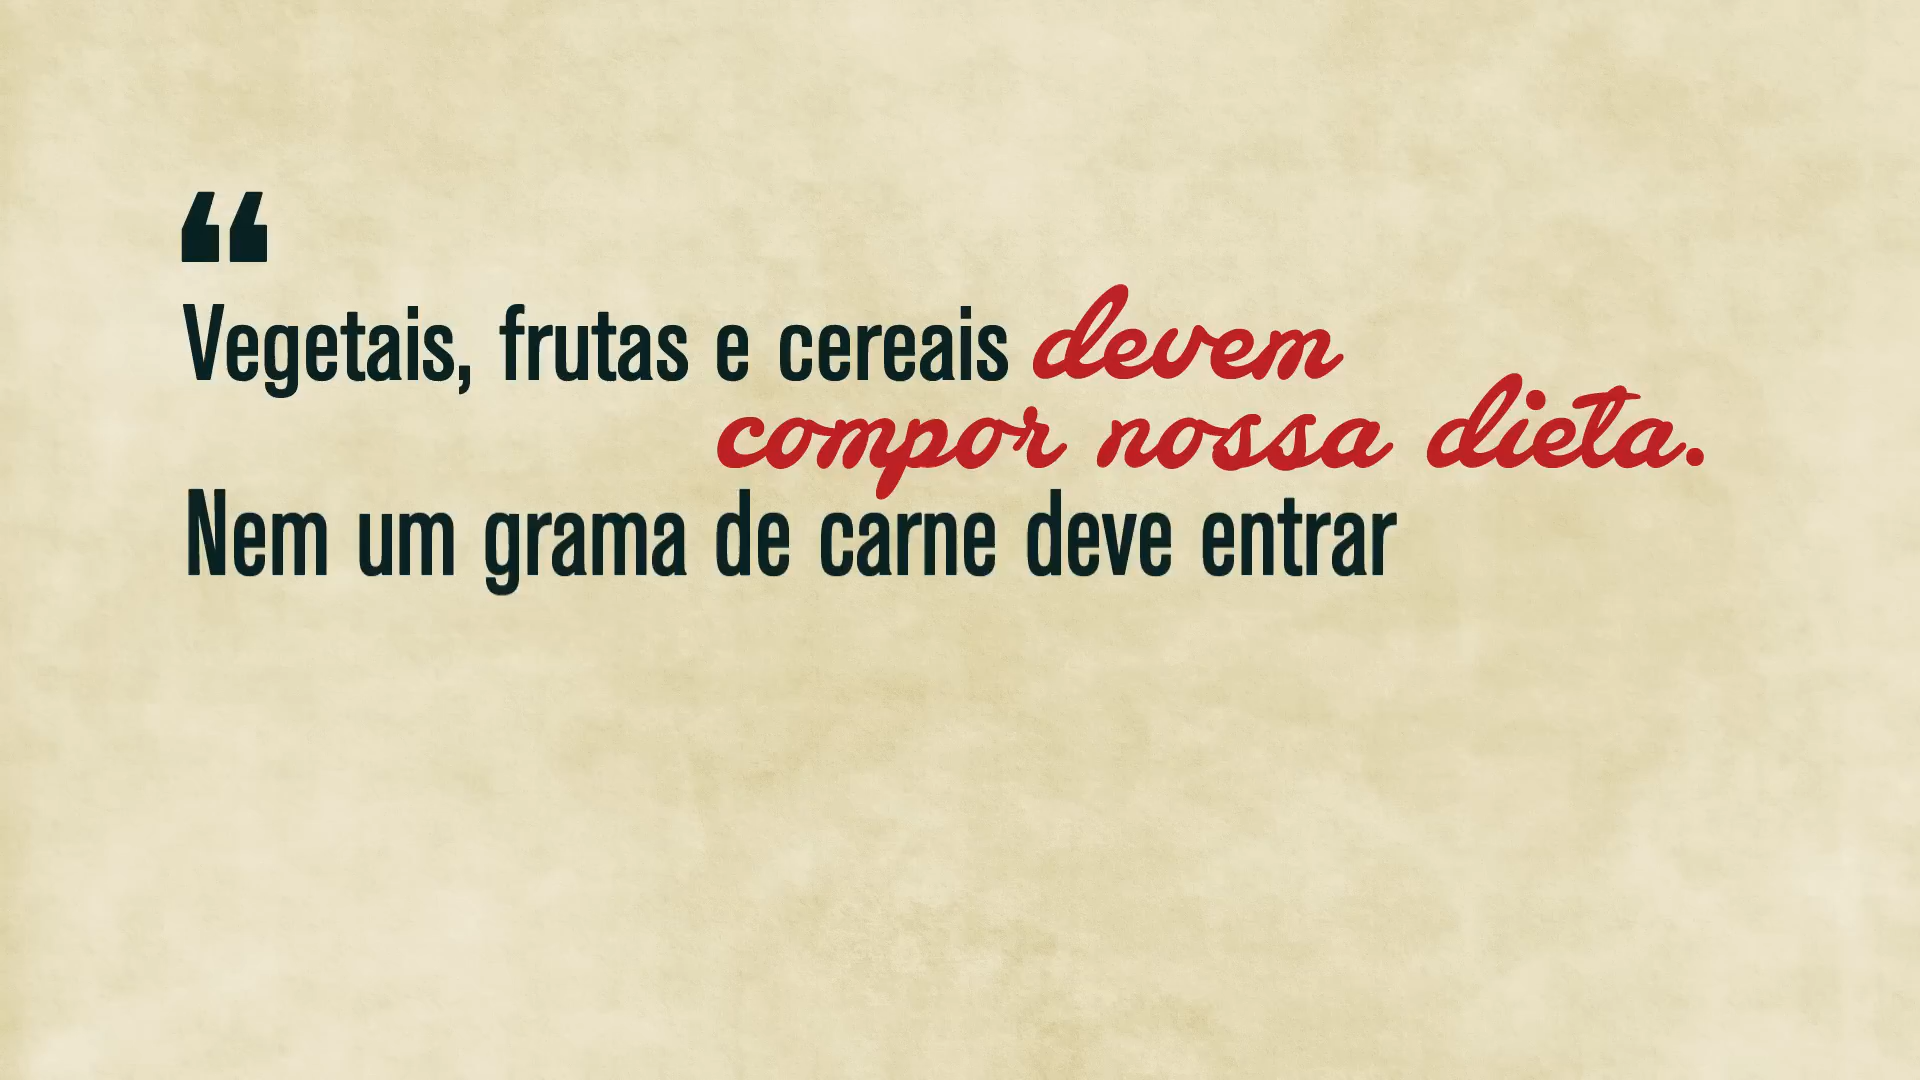 “
Vegetais, frutas e cereais devem
compor nossa dieta.
Nem um grama de carne deve entrar